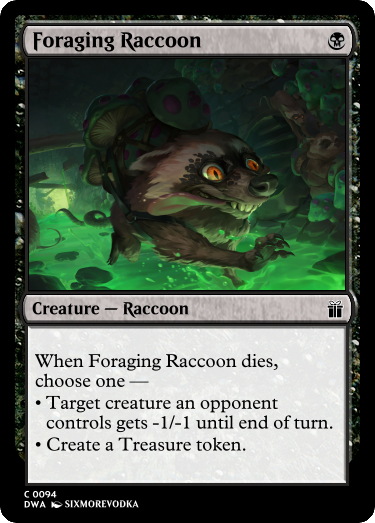 Foraging Raccoon
Creature — Raccoon
When Foraging Raccoon dies,
choose one —
• Target creature an opponent
controls gets -1/-1 until end of turn.
• Create a Treasure token.
C 0094
DWA SIXMOREVODKA